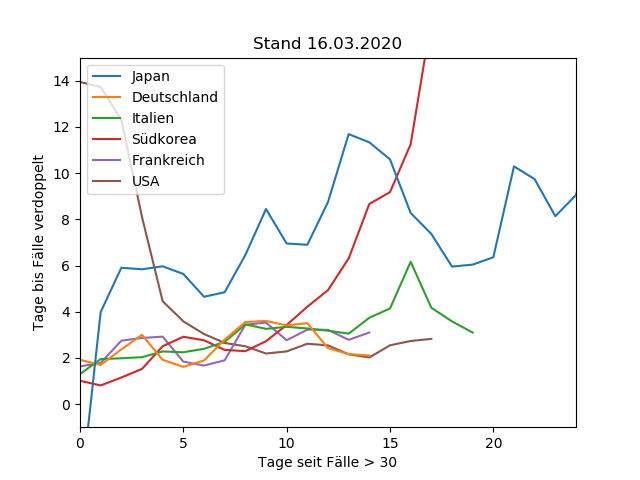 Stand 16.03.2020
Japan
Deutschland
Italien
Südkorea
Frankreich
USA
14
12
10
8
6
4
2
0
Tage bis Fälle verdoppelt
0 5 10 15 20
Tage seit Fälle > 30